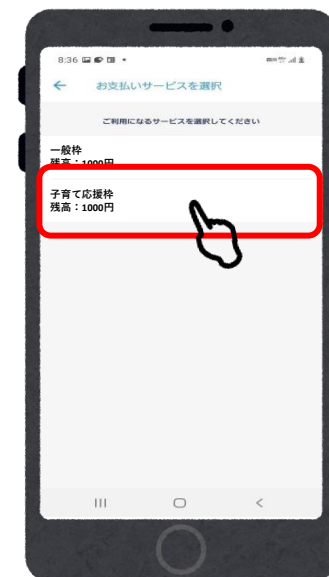 8:36
← お支払いサービスを選択
ご利用になるサービスを選択してください
一般枠
残高：1000円
子育て応援枠
残高：1000円